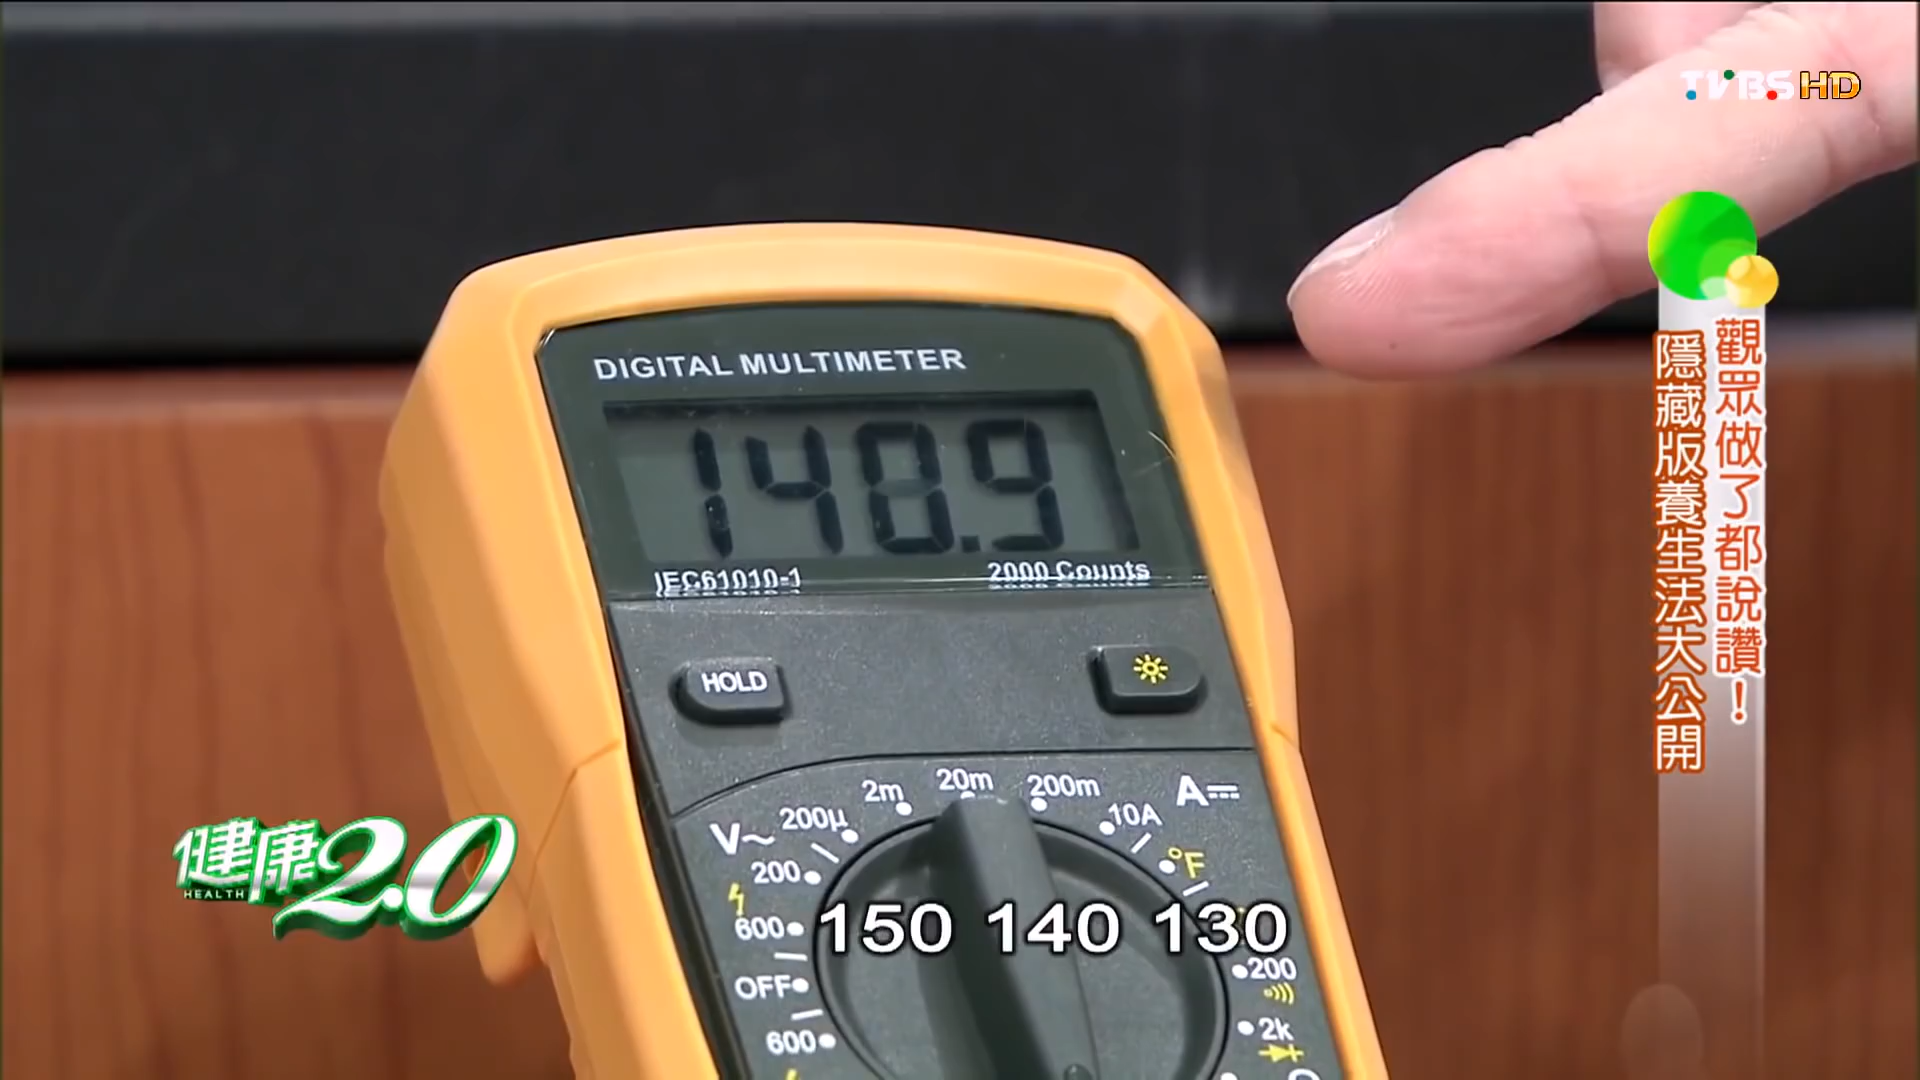 TVBS HD
觀眾做了都說讚！
隱藏版養生法大公開
DIGITAL MULTIMETER
148.9
IEC61010-1
2000 Counts
HOLD
2m
20m
200m
A
200µ
10A
V~
200
°F
600
OFF
600
200
2k
健康2.0
HEALTH
150 140 130